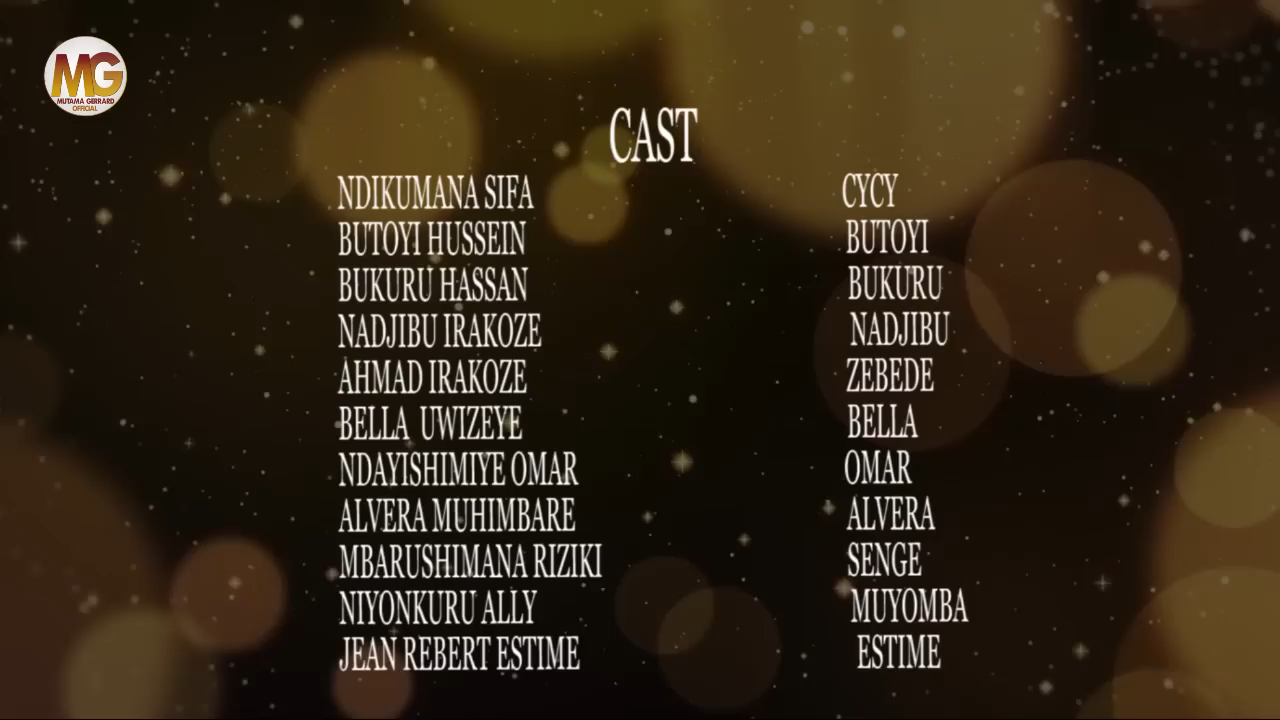 MG
MUTAMA GERRARD
OFFICIAL
CAST
NDIKUMANA SIFA CYCY
BUTOYI HUSSEIN BUTOYI
BUKURU HASSAN BUKURU
NADJIBU IRAKOZE NADJIBU
AHMAD IRAKOZE ZEBEDE
BELLA UWIZEYE BELLA
NDAYISHIMIYE OMAR OMAR
ALVERA MUHIMBARE ALVERA
MBARUSHIMANA RIZIKI SENGE
NIYONKURU ALLY MUYOMBA
JEAN REBERT ESTIME ESTIME